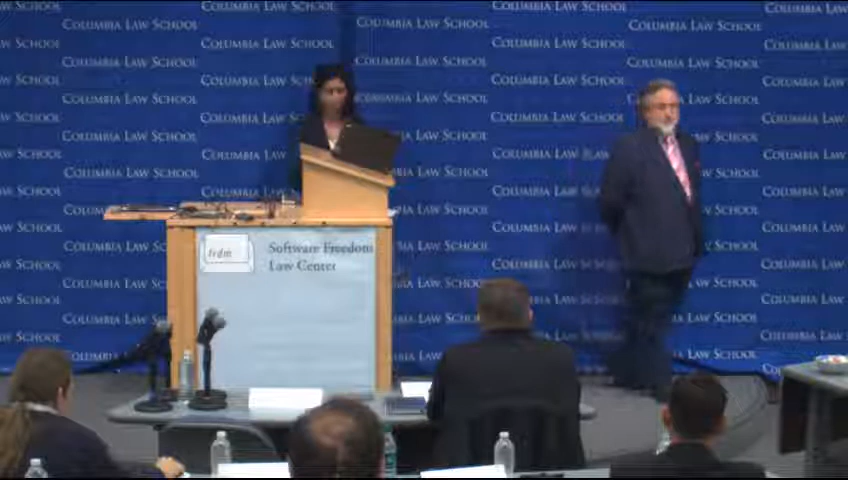 COLUMBIA LAW SCHOOL
frdm
Software Freedom
Law Center